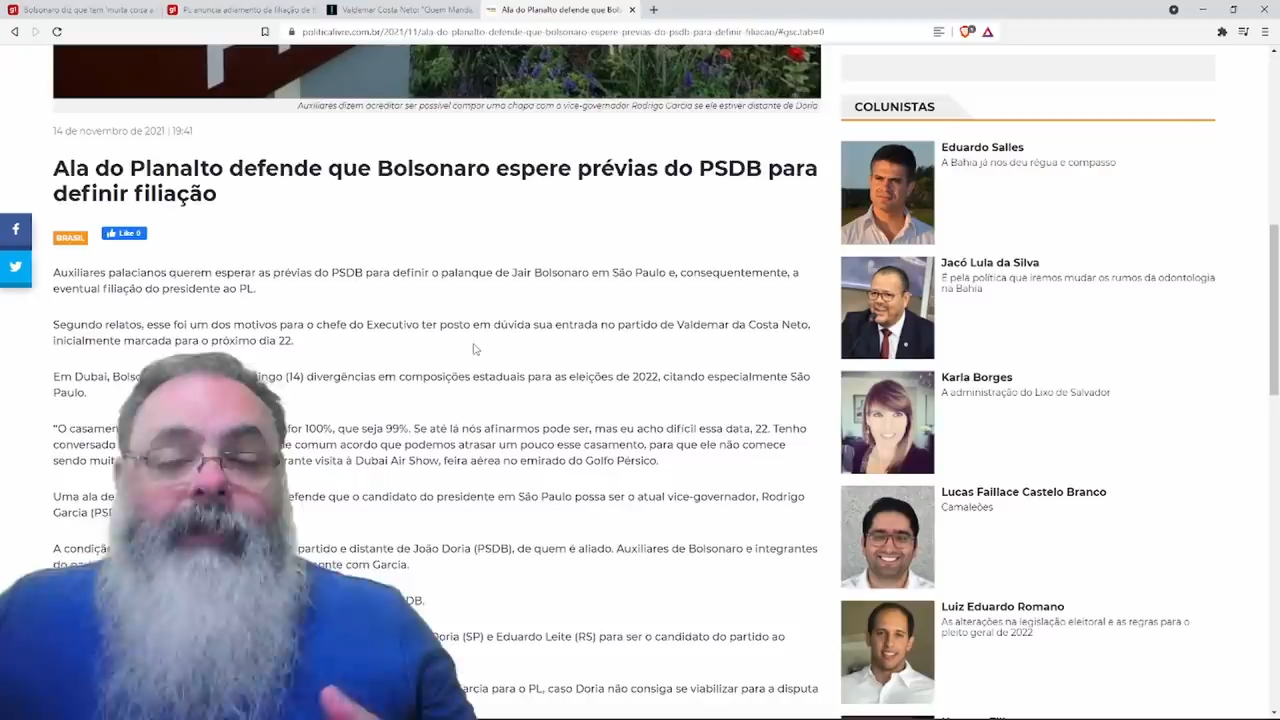 Bolsonaro diz que tem 'muita coisa a
PL anuncia adiamento da filiação de
Valdemar Costa Neto: "Quem Manda
Ala do Planalto defende que Bols
politicalivre.com.br/2021/11/ala-do-planalto-defende-que-bolsonaro-espere-previas-do-psdb-para-definir-filiacao/#gsc.tab=0
Auxiliares dizem acreditar ser possível compor uma chapa com o vice-governador Rodrigo Garcia se ele estiver distante de Doria
14 de novembro de 2021 | 19:41
Ala do Planalto defende que Bolsonaro espere prévias do PSDB para
definir filiação
BRASIL
Like 0
Auxiliares palacianos querem esperar as prévias do PSDB para definir o palanque de Jair Bolsonaro em São Paulo e, consequentemente, a
eventual filiação do presidente ao PL.
Segundo relatos, esse foi um dos motivos para o chefe do Executivo ter posto em dúvida sua entrada no partido de Valdemar da Costa Neto,
inicialmente marcada para o próximo dia 22.
Em Dubai, Bolso ingo (14) divergências em composições estaduais para as eleições de 2022, citando especialmente São
Paulo.
"O casamen for 100%, que seja 99%. Se até lá nós afinarmos pode ser, mas eu acho difícil essa data, 22. Tenho
conversado de comum acordo que podemos atrasar um pouco esse casamento, para que ele não comece
sendo muit rante visita à Dubai Air Show, feira aérea no emirado do Golfo Pérsico.
Uma ala de efende que o candidato do presidente em São Paulo possa ser o atual vice-governador, Rodrigo
Garcia (PSD
A condição partido e distante de João Doria (PSDB), de quem é aliado. Auxiliares de Bolsonaro e integrantes
do onte com Garcia.
DB.
Doria (SP) e Eduardo Leite (RS) para ser o candidato do partido ao
arcia para o PL, caso Doria não consiga se viabilizar para a disputa
COLUNISTAS
Eduardo Salles
A Bahia já nos deu régua e compasso
Jacó Lula da Silva
É pela política que iremos mudar os rumos da odontologia
na Bahia
Karla Borges
A administração do Lixo de Salvador
Lucas Faillace Castelo Branco
Camaleões
Luiz Eduardo Romano
As alterações na legislação eleitoral e as regras para o
pleito geral de 2022